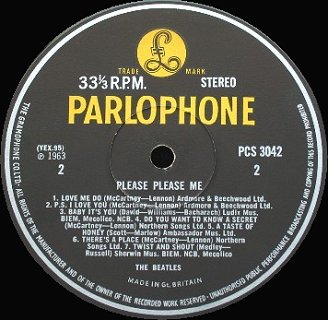 £
TRADE MARK
33⅓ R.P.M. STEREO
PARLOPHONE
(YEX.95)
℗ 1963
2
PCS 3042
2
PLEASE PLEASE ME
1. LOVE ME DO (McCartney—Lennon) Ardmore & Beechwood Ltd.
2. P.S. I LOVE YOU (McCartney—Lennon) Ardmore & Beechwood Ltd.
3. BABY IT'S YOU (David—Williams—Bacharach) Ludix Mus.
BIEM, Mecolico. NCB. 4. DO YOU WANT TO KNOW A SECRET
(McCartney—Lennon) Northern Songs Ltd. 5. A TASTE OF
HONEY (Scott—Marlow) Ambassador Mus. Ltd.
6. THERE'S A PLACE (McCartney—Lennon) Northern
Songs Ltd. 7. TWIST AND SHOUT (Medley—
Russell) Sherwin Mus. BIEM, NCB, Mecolico
THE BEATLES
MADE IN GT. BRITAIN
THE GRAMOPHONE CO. LTD. ALL RIGHTS OF THE MANUFACTURER AND OF THE OWNER OF THE RECORDED WORK RESERVED UNAUTHORISED PUBLIC PERFORMANCE BROADCASTING AND COPYING OF THIS RECORD PROHIBITED